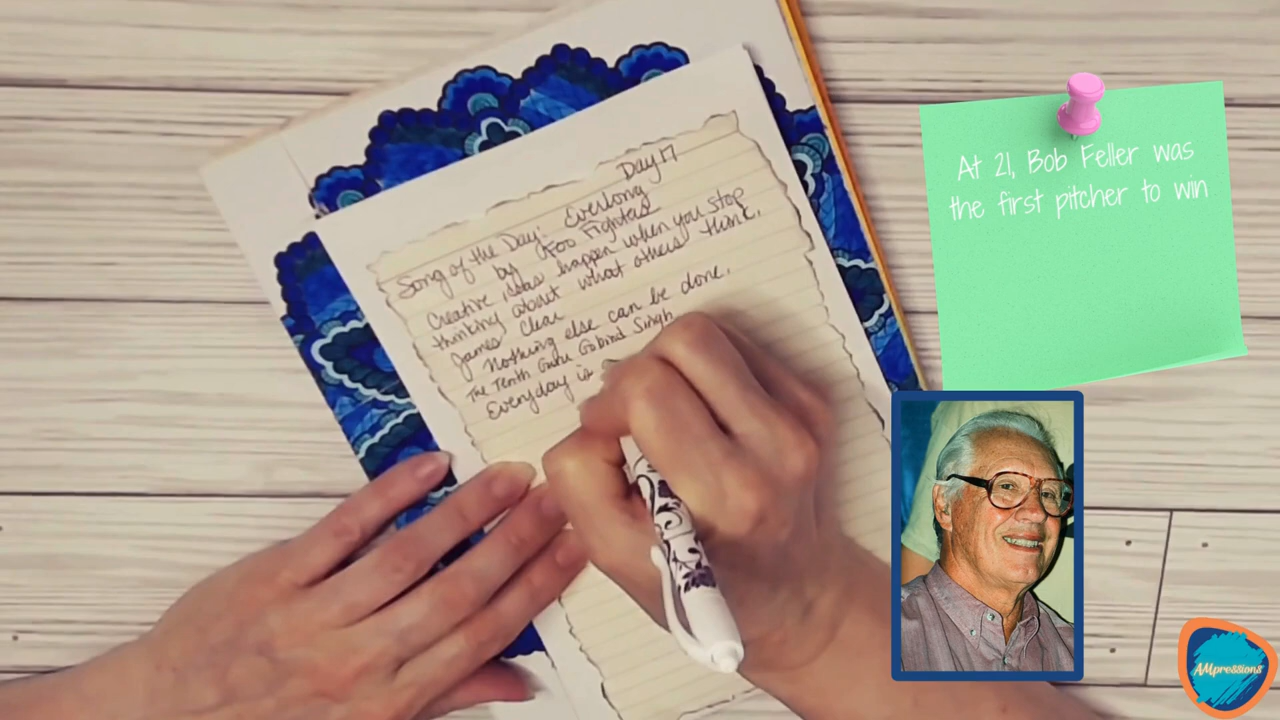 Day 17
Song of the Day: Everlong
by Foo Fighters
Creative ideas happen when you stop
thinking about what others think.
James Clear
Nothing else can be done.
The Tenth Guru Gobind Singh
Everyday is
At 21, Bob Feller was
the first pitcher to win
AMpressions